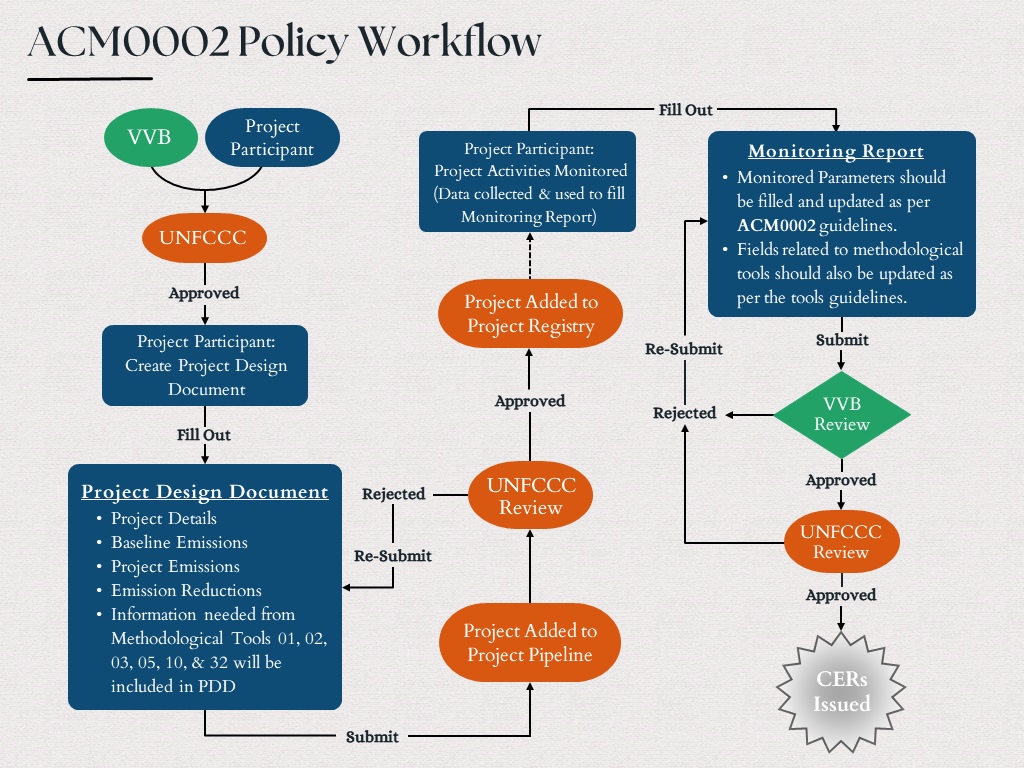 ACM0002 Policy Workflow
VVB
Project
Participant
UNFCCC
Approved
Project Participant:
Create Project Design
Document
Fill Out
Project Design Document
• Project Details
• Baseline Emissions
• Project Emissions
• Emission Reductions
• Information needed from
Methodological Tools 01, 02,
03, 05, 10, & 32 will be
included in PDD
Submit
Project Added to
Project Pipeline
UNFCCC
Review
Rejected
Re-Submit
Approved
Project Added to
Project Registry
Project Participant:
Project Activities Monitored
(Data collected & used to fill
Monitoring Report)
Fill Out
Monitoring Report
• Monitored Parameters should
be filled and updated as per
ACM0002 guidelines.
• Fields related to methodological
tools should also be updated as
per the tools guidelines.
Submit
VVB
Review
Rejected
Re-Submit
Approved
UNFCCC
Review
Approved
CERs
Issued